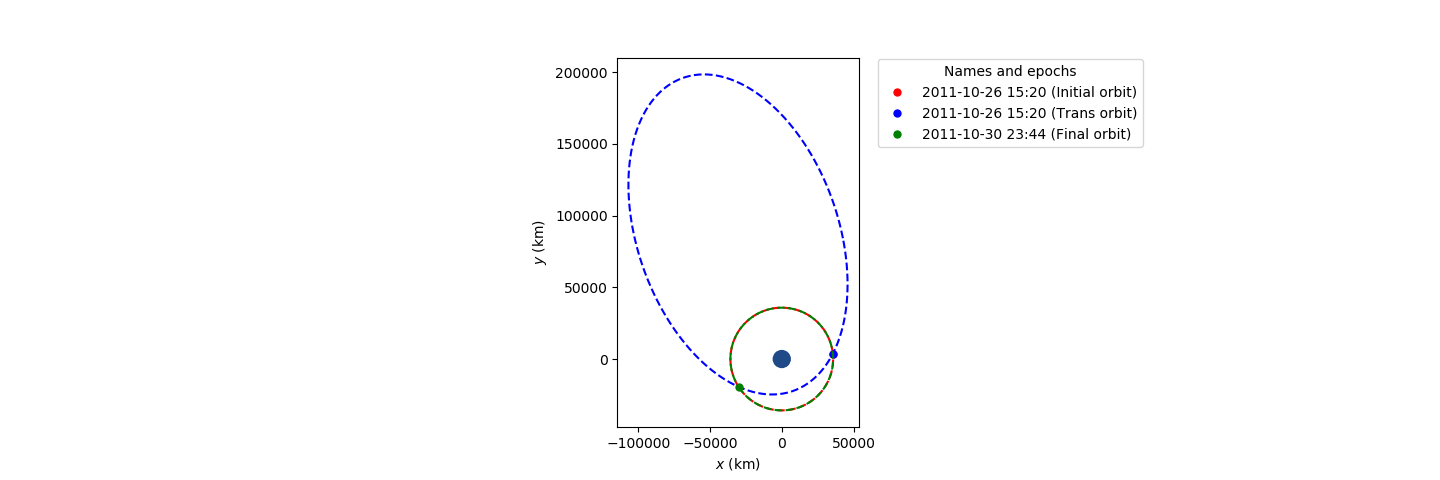 Names and epochs
2011-10-26 15:20 (Initial orbit)
2011-10-26 15:20 (Trans orbit)
2011-10-30 23:44 (Final orbit)
200000
150000
100000
50000
0
y (km)
−100000 −50000 0 50000
x (km)